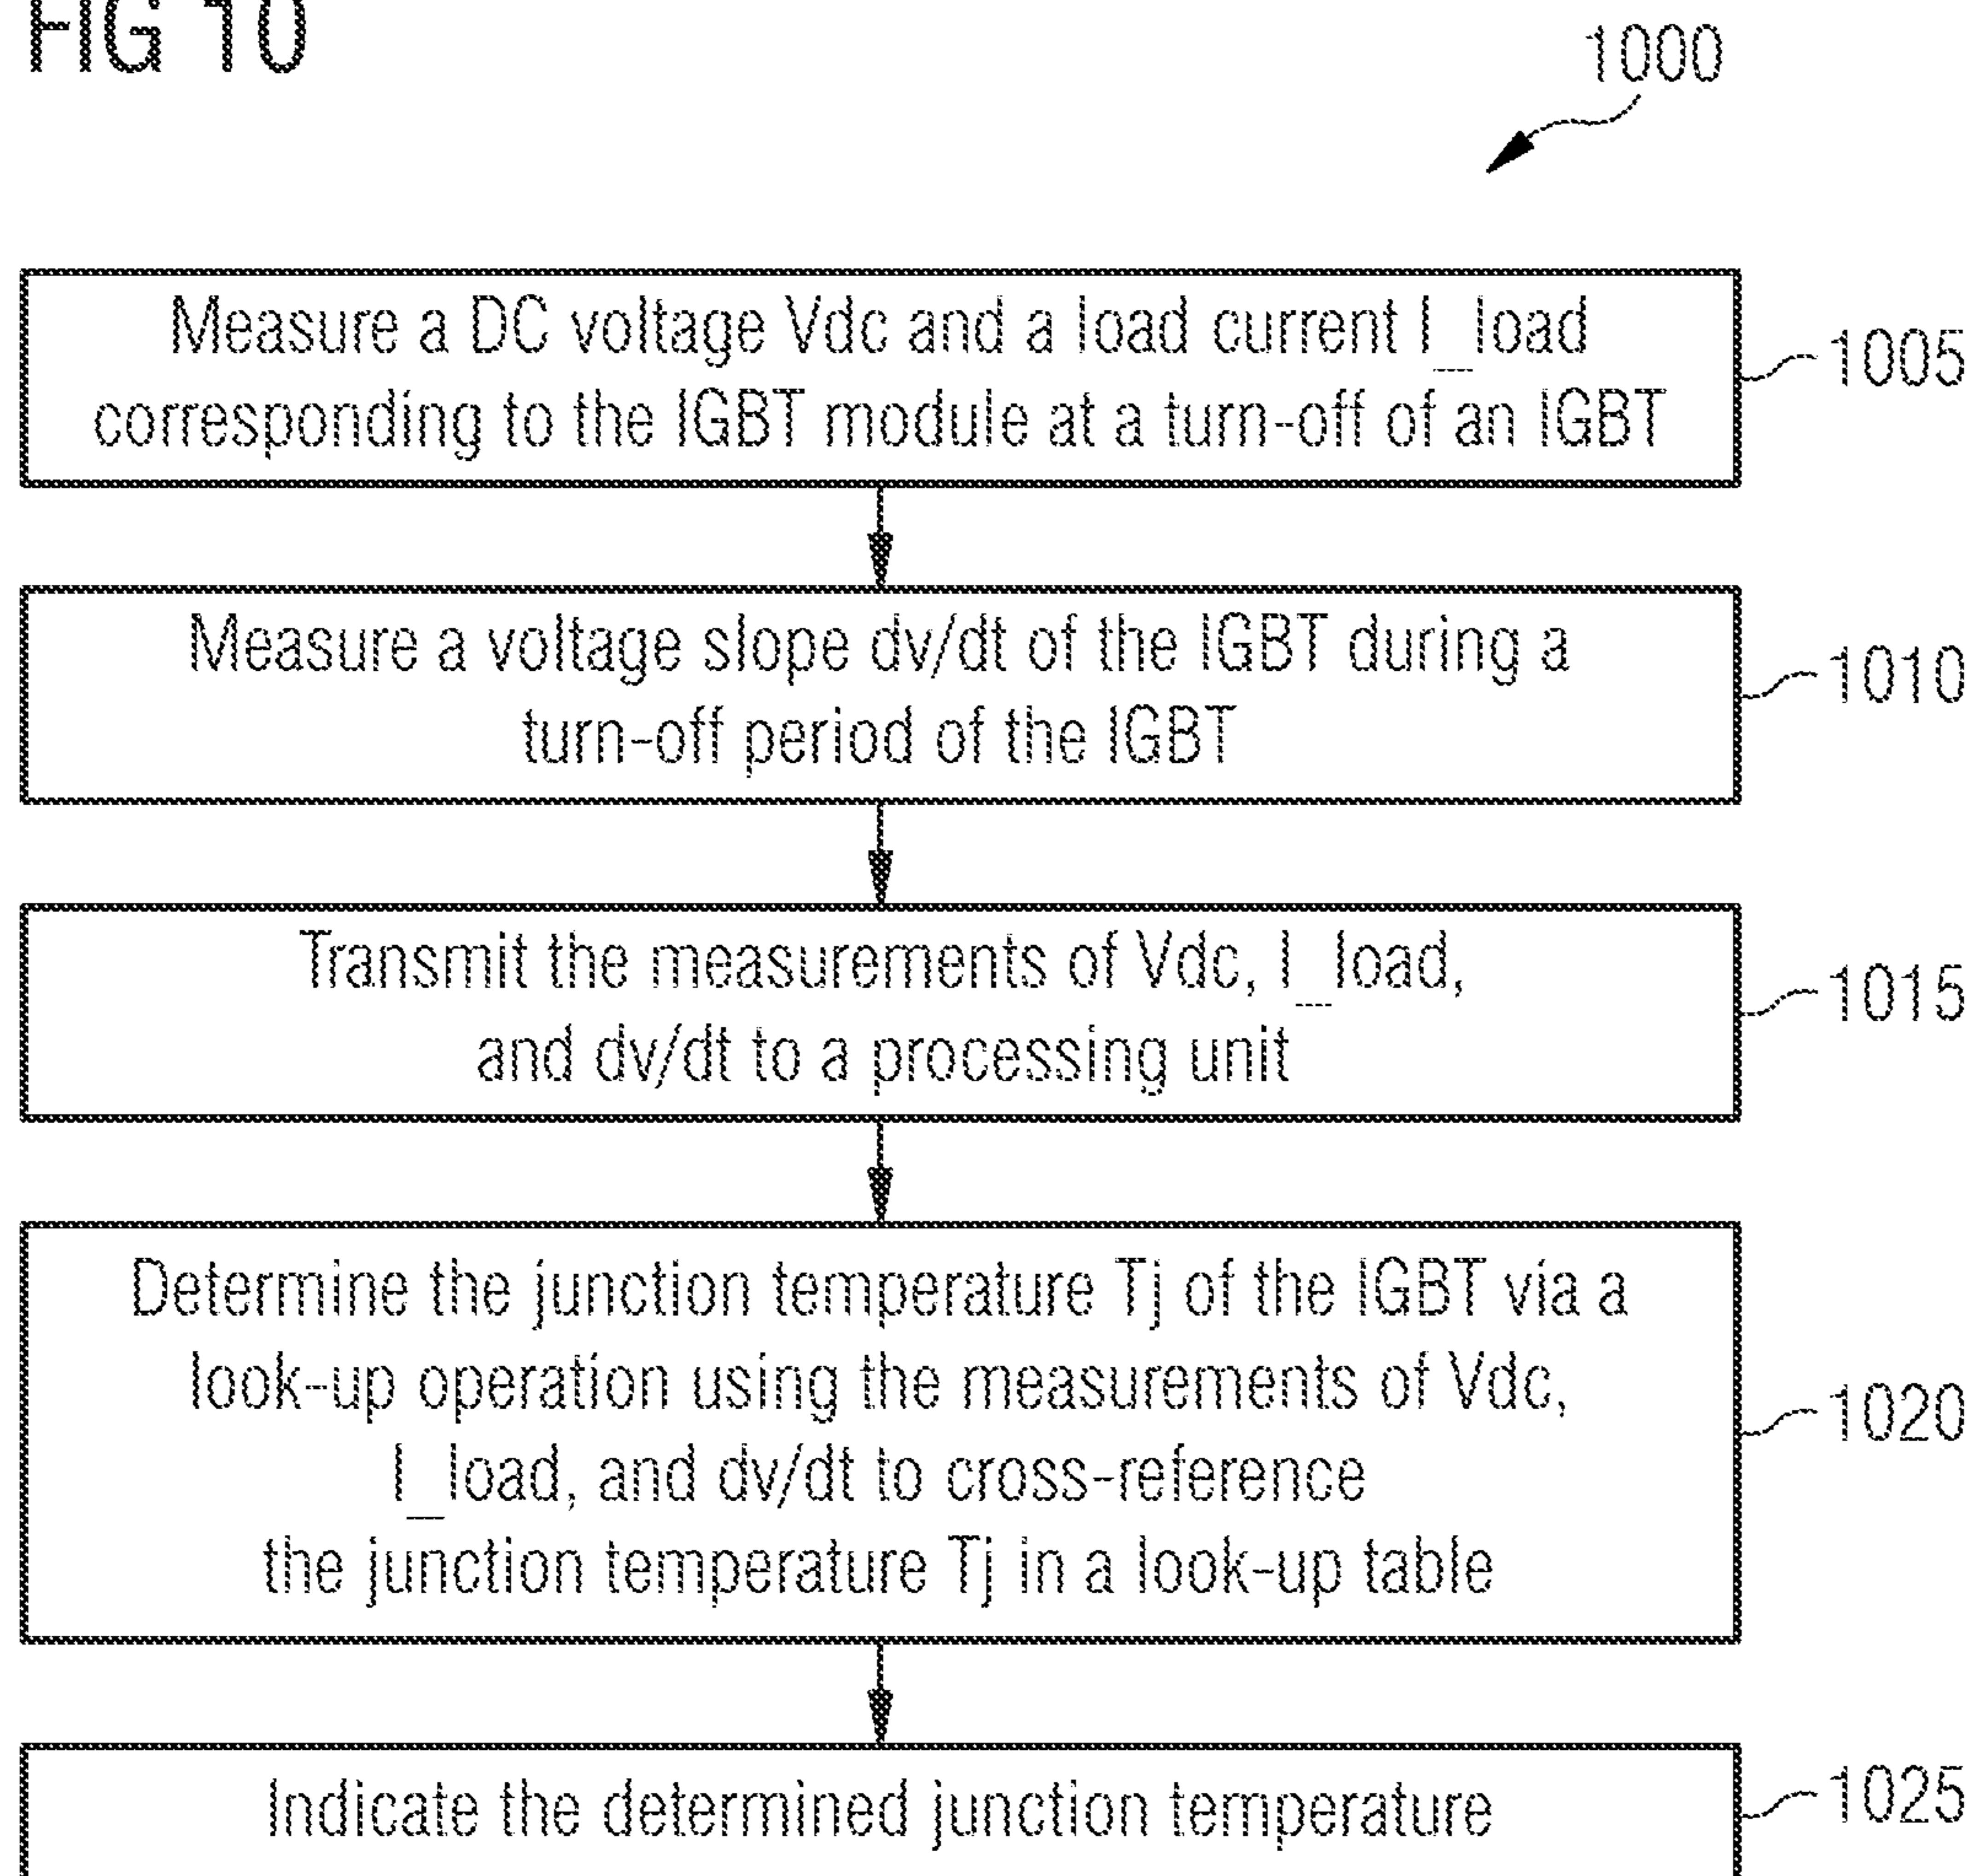 FIG 10
1000
Measure a DC voltage Vdc and a load current I_load
corresponding to the IGBT module at a turn-off of an IGBT
1005
Measure a voltage slope dv/dt of the IGBT during a
turn-off period of the IGBT
1010
Transmit the measurements of Vdc, I_load,
and dv/dt to a processing unit
1015
Determine the junction temperature Tj of the IGBT via a
look-up operation using the measurements of Vdc,
I_load, and dv/dt to cross-reference
the junction temperature Tj in a look-up table
1020
Indicate the determined junction temperature
1025